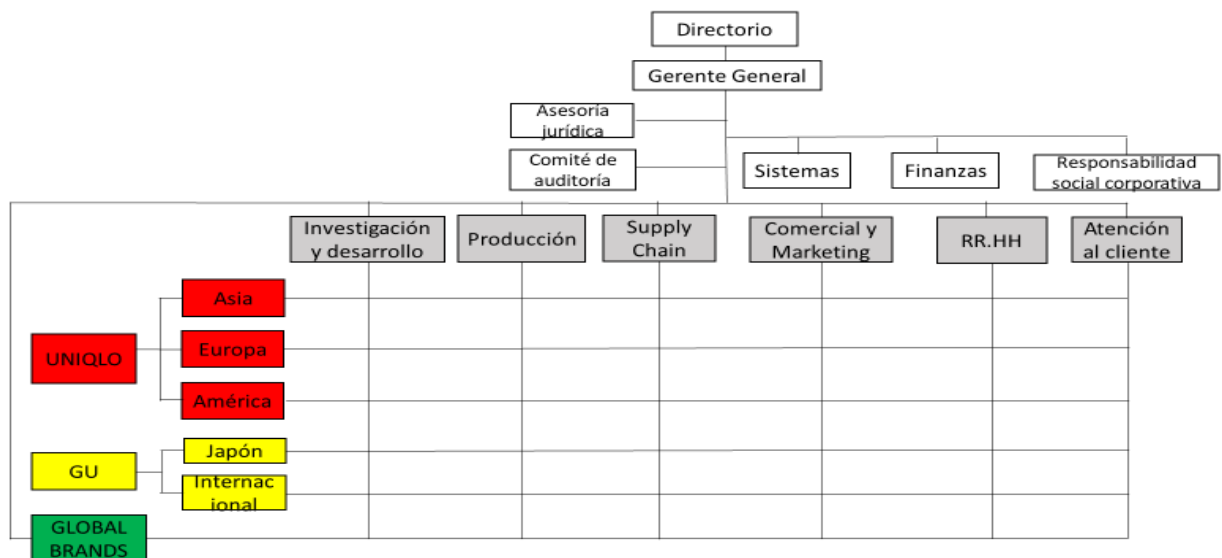 Directorio
Gerente General
Asesoría
jurídica
Comité de
auditoría
Sistemas
Finanzas
Responsabilidad
social corporativa
Investigación
y desarrollo
Producción
Supply
Chain
Comercial y
Marketing
RR.HH
Atención
al cliente
UNIQLO
Asia
Europa
América
GU
Japón
Internac
ional
GLOBAL
BRANDS